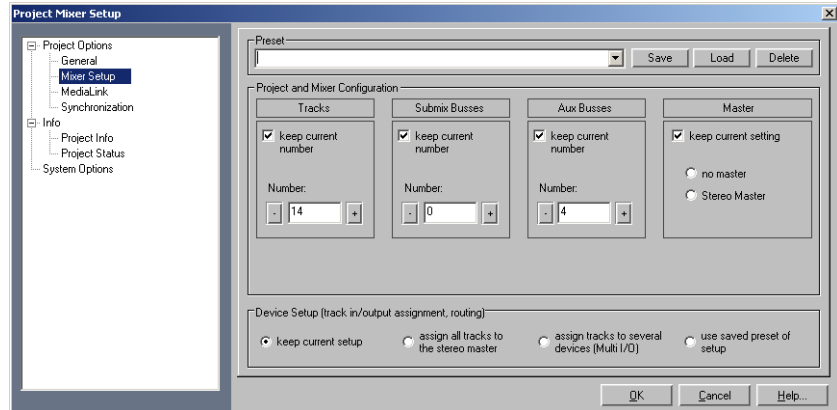 Project Mixer Setup
Project Options
General
Mixer Setup
MediaLink
Synchronization
Info
Project Info
Project Status
System Options
Preset
Save
Load
Delete
Project and Mixer Configuration
Tracks
Submix Busses
Aux Busses
Master
keep current
number
keep current
number
keep current
number
keep current setting
no master
Stereo Master
Number:
Number:
Number:
- 14 +
- 0 +
- 4 +
Device Setup (track in/output assignment, routing)
keep current setup
assign all tracks to
the stereo master
assign tracks to several
devices (Multi I/O)
use saved preset of
setup
OK
Cancel
Help...